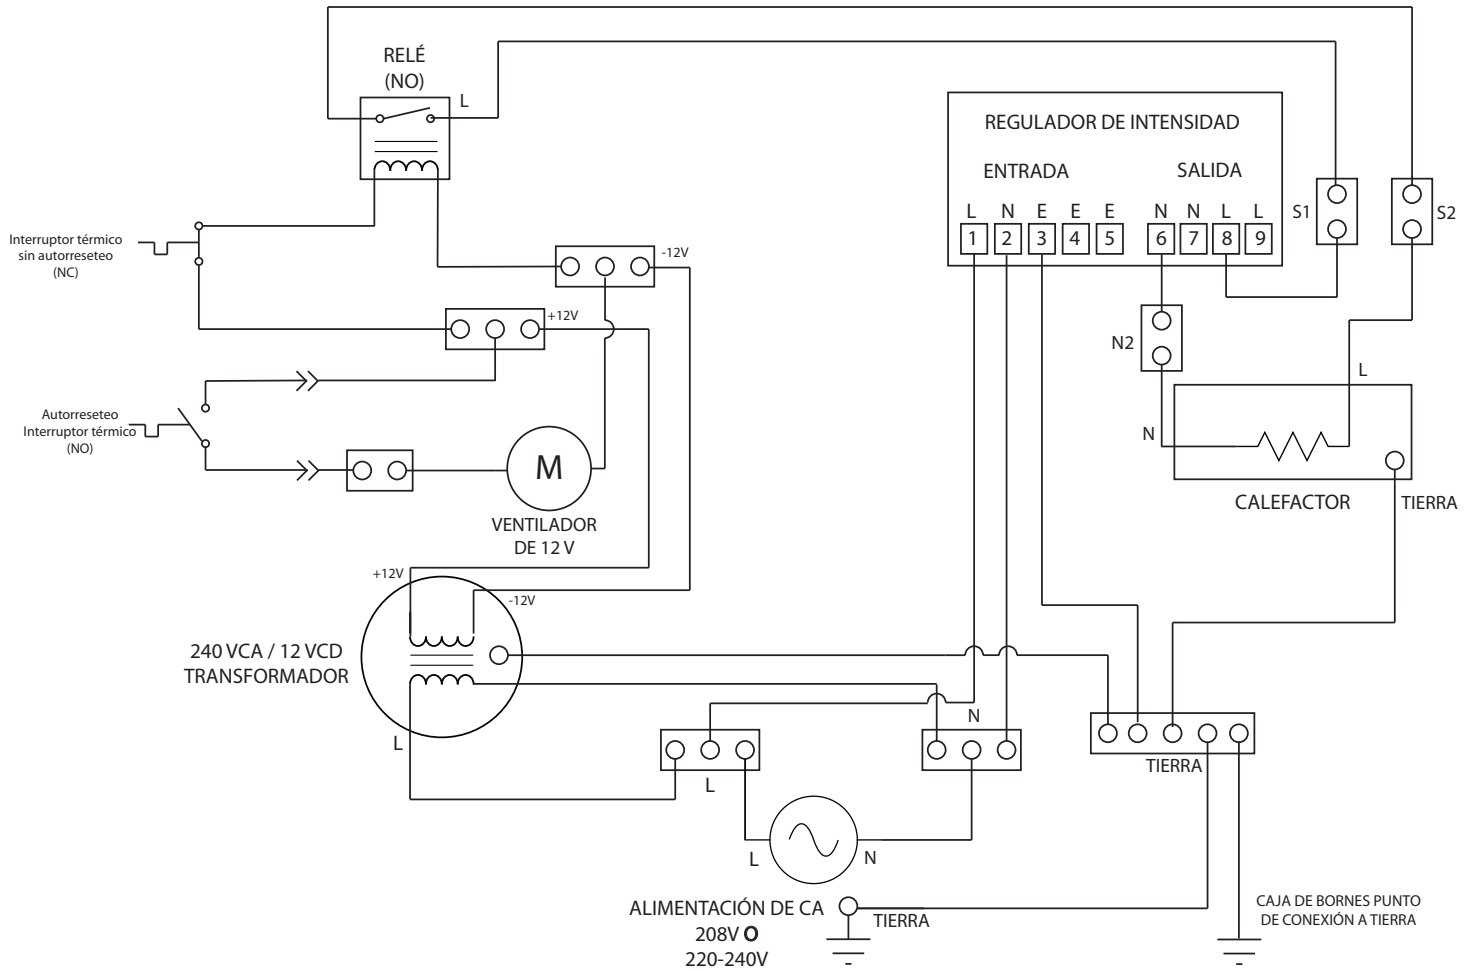 RELÉ
(NO)
L
REGULADOR DE INTENSIDAD
ENTRADA
SALIDA
L N E E E N N L L
1 2 3 4 5 6 7 8 9
S1
S2
Interruptor térmico
sin autorreseteo
(NC)
-12V
+12V
N2
L
N
CALEFACTOR
TIERRA
Autorreseteo
Interruptor térmico
(NO)
M
VENTILADOR
DE 12 V
+12V
-12V
240 VCA / 12 VCD
TRANSFORMADOR
L
N
L
TIERRA
L
N
ALIMENTACIÓN DE CA
208V O
220-240V
TIERRA
CAJA DE BORNES PUNTO
DE CONEXIÓN A TIERRA